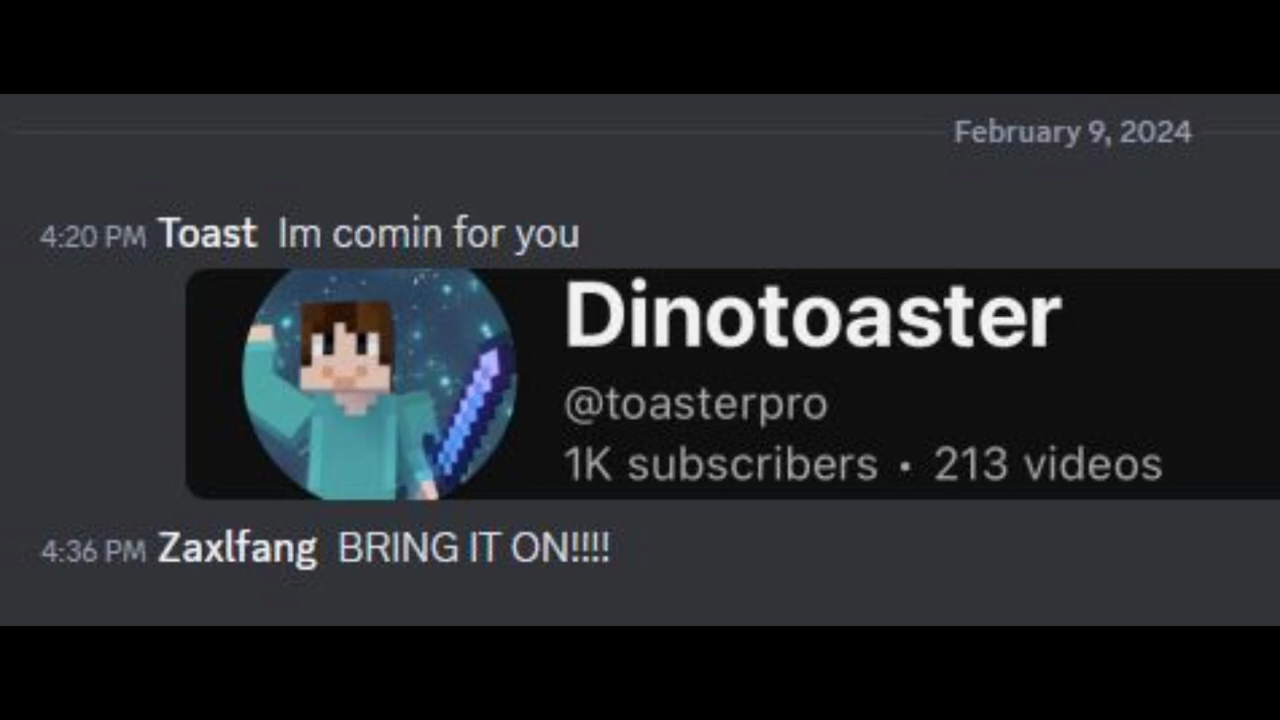 February 9, 2024
4:20 PM Toast Im comin for you
Dinotoaster
@toasterpro
1K subscribers • 213 videos
4:36 PM Zaxlfang BRING IT ON!!!!